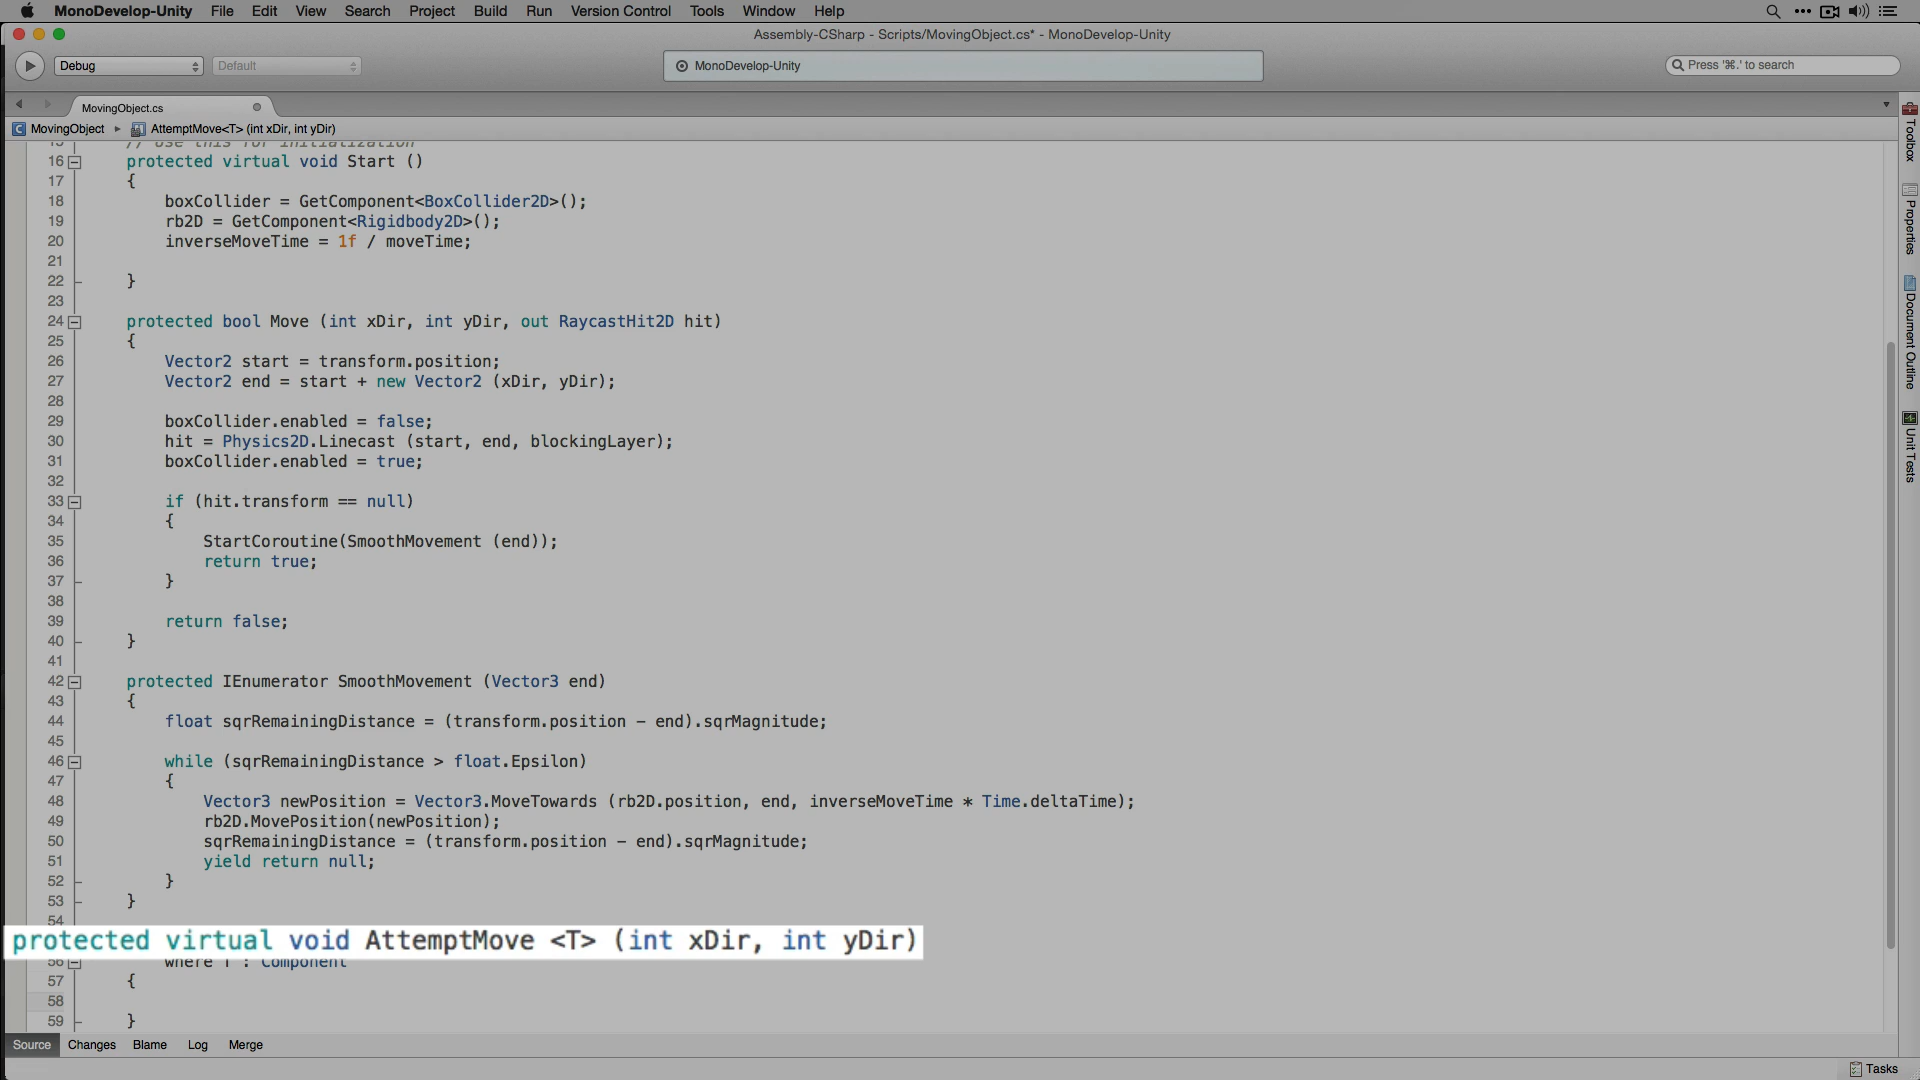 MonoDevelop-Unity File Edit View Search Project Build Run Version Control Tools Window Help
Assembly-CSharp - Scripts/MovingObject.cs* - MonoDevelop-Unity
Debug Default MonoDevelop-Unity Press '⌘.' to search
MovingObject.cs
MovingObject AttemptMove<T> (int xDir, int yDir)
15 // Use this for initialization
16 protected virtual void Start ()
17 {
18 boxCollider = GetComponent<BoxCollider2D>();
19 rb2D = GetComponent<Rigidbody2D>();
20 inverseMoveTime = 1f / moveTime;
21
22 }
23
24 protected bool Move (int xDir, int yDir, out RaycastHit2D hit)
25 {
26 Vector2 start = transform.position;
27 Vector2 end = start + new Vector2 (xDir, yDir);
28
29 boxCollider.enabled = false;
30 hit = Physics2D.Linecast (start, end, blockingLayer);
31 boxCollider.enabled = true;
32
33 if (hit.transform == null)
34 {
35 StartCoroutine(SmoothMovement (end));
36 return true;
37 }
38
39 return false;
40 }
41
42 protected IEnumerator SmoothMovement (Vector3 end)
43 {
44 float sqrRemainingDistance = (transform.position - end).sqrMagnitude;
45
46 while (sqrRemainingDistance > float.Epsilon)
47 {
48 Vector3 newPosition = Vector3.MoveTowards (rb2D.position, end, inverseMoveTime * Time.deltaTime);
49 rb2D.MovePosition(newPosition);
50 sqrRemainingDistance = (transform.position - end).sqrMagnitude;
51 yield return null;
52 }
53 }
54
protected virtual void AttemptMove <T> (int xDir, int yDir)
56 where T : Component
57 {
58
59 }
Source Changes Blame Log Merge
Tasks
Toolbox
Properties
Document Outline
Unit Tests